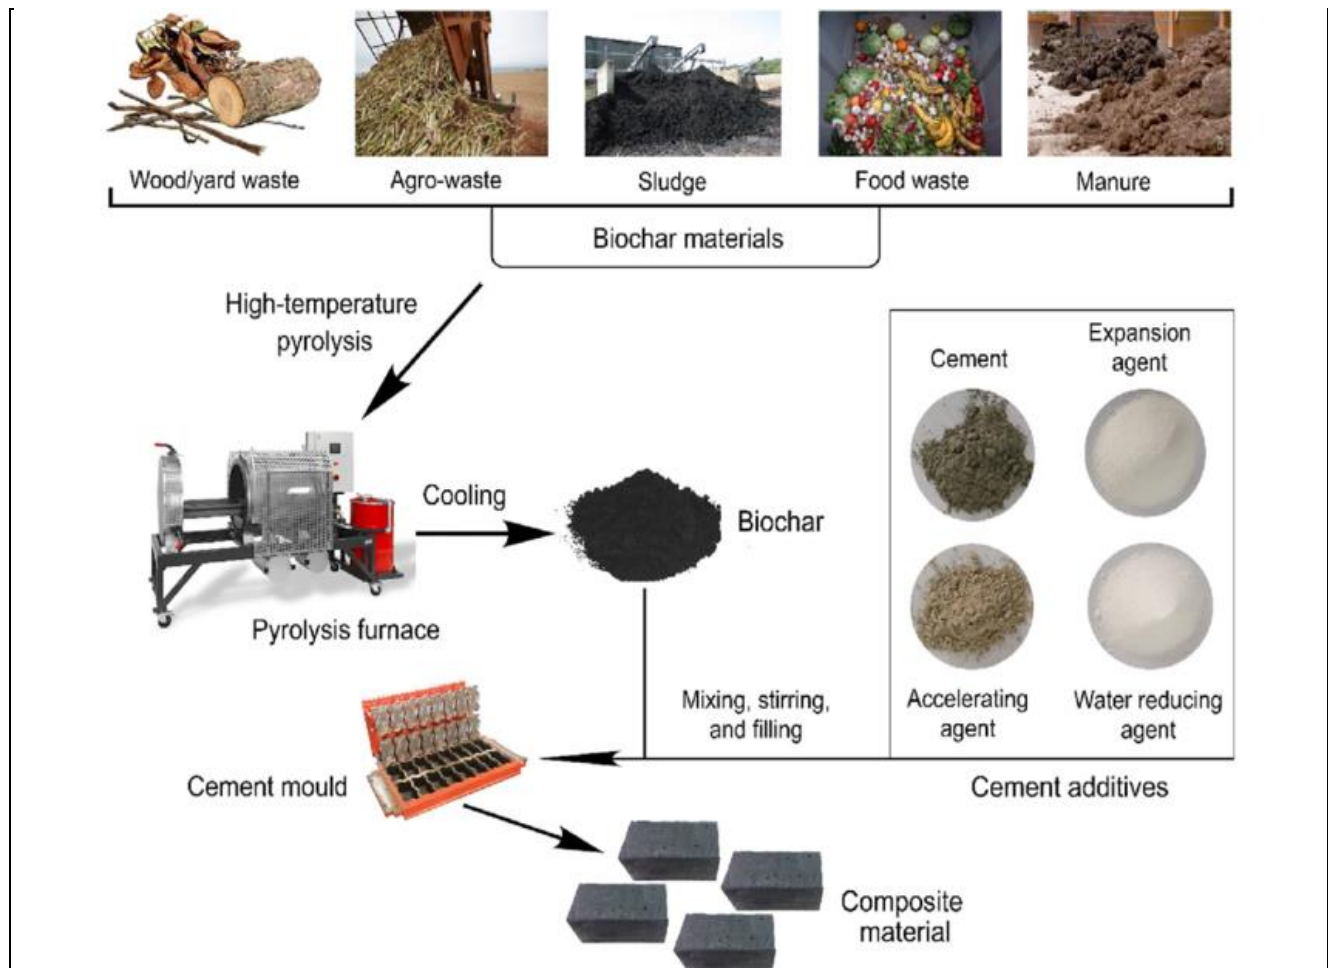 Wood/yard waste
Agro-waste
Sludge
Food waste
Manure
Biochar materials
High-temperature
pyrolysis
Cement
Expansion
agent
Cooling
Biochar
Pyrolysis furnace
Accelerating
agent
Water reducing
agent
Mixing, stirring,
and filling
Cement mould
Cement additives
Composite
material